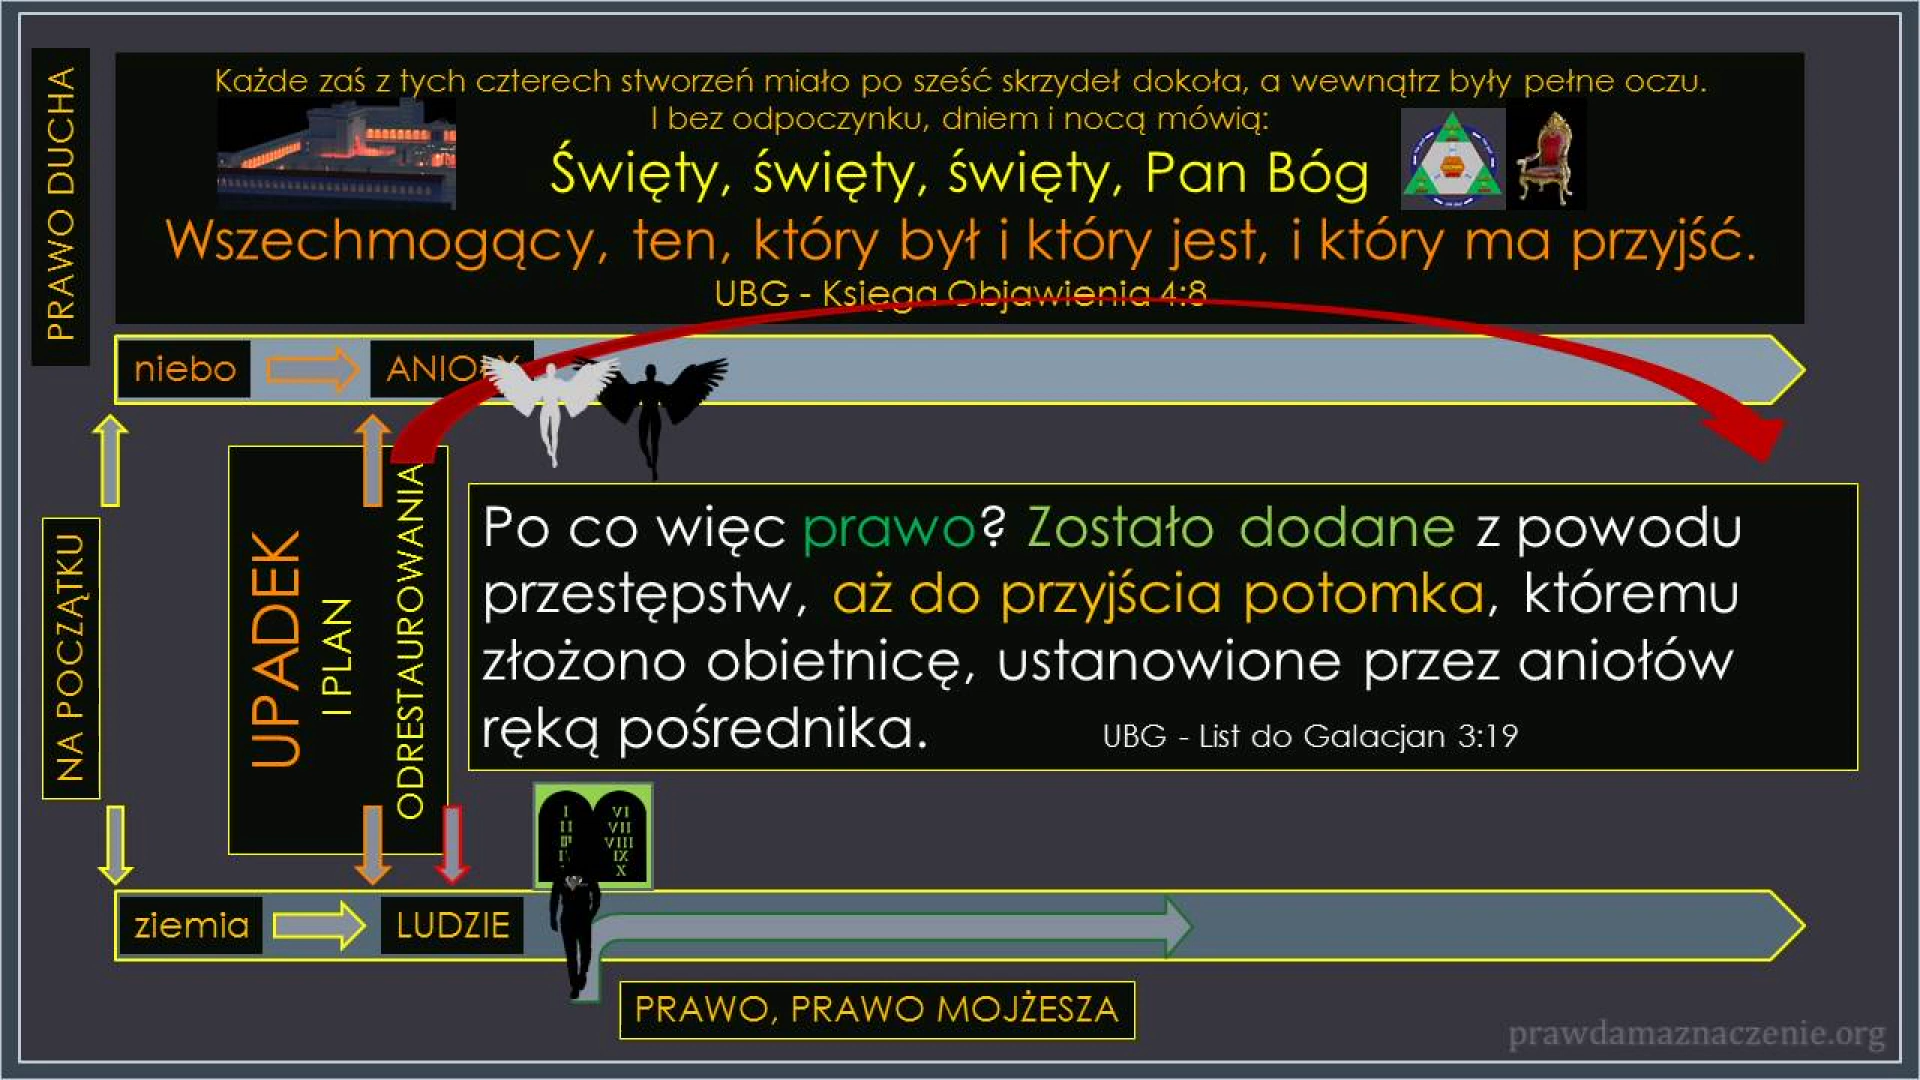 PRAWO DUCHA
Każde zaś z tych czterech stworzeń miało po sześć skrzydeł dokoła, a wewnątrz były pełne oczu.
I bez odpoczynku, dniem i nocą mówią:
Święty, święty, święty, Pan Bóg
Wszechmogący, ten, który był i który jest, i który ma przyjść.
UBG - Księga Objawienia 4:8
niebo
ANIOŁY
NA POCZĄTKU
UPADEK
I PLAN
ODRESTAUROWANIA
Po co więc prawo? Zostało dodane z powodu
przestępstw, aż do przyjścia potomka, któremu
złożono obietnicę, ustanowione przez aniołów
ręką pośrednika.
UBG - List do Galacjan 3:19
I VI
II VII
III VIII
IX
X
ziemia
LUDZIE
PRAWO, PRAWO MOJŻESZA
prawdamaznaczenie.org